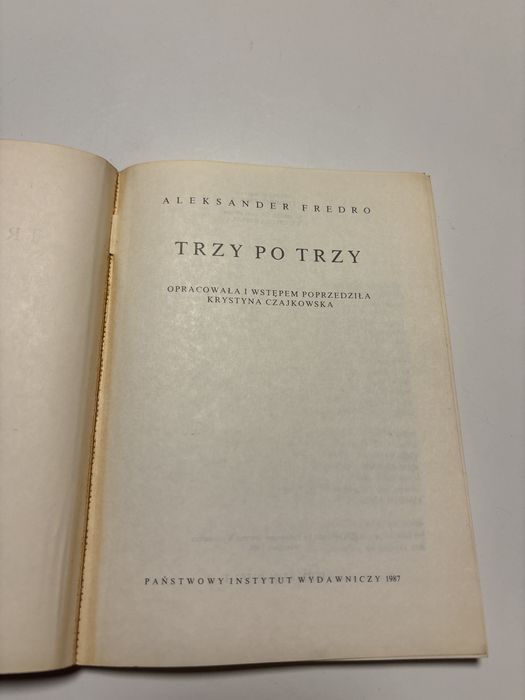 ALEKSANDER FREDRO
TRZY PO TRZY
OPRACOWAŁA I WSTĘPEM POPRZEDZIŁA
KRYSTYNA CZAJKOWSKA
PAŃSTWOWY INSTYTUT WYDAWNICZY 1987